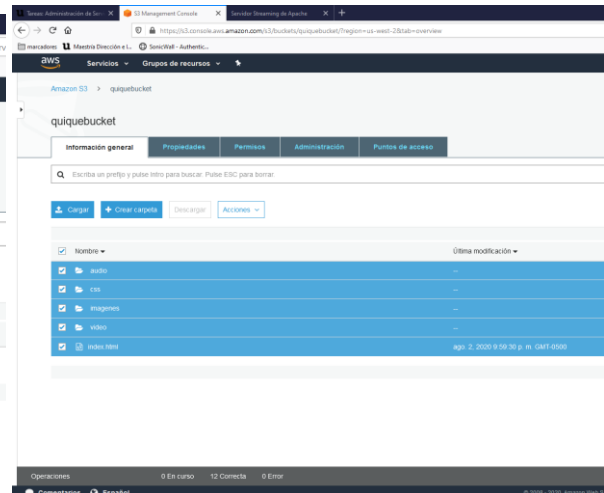 Tareas: Administración de Ser
S3 Management Console
Servidor Streaming de Apache
https://s3.console.aws.amazon.com/s3/buckets/quiquebucket/?region=us-west-2&tab=overview
marcadores Maestría Dirección e I... SonicWall - Authentic...
aws Servicios Grupos de recursos
Amazon S3 > quiquebucket
quiquebucket
Información general Propiedades Permisos Administración Puntos de acceso
Escriba un prefijo y pulse Intro para buscar. Pulse ESC para borrar.
Cargar + Crear carpeta Descargar Acciones
Nombre Última modificación
audio --
css --
imagenes --
video --
index.html ago. 2, 2020 9:59:30 p. m. GMT-0500
Operaciones 0 En curso 12 Correcta 0 Error
Comentarios Español